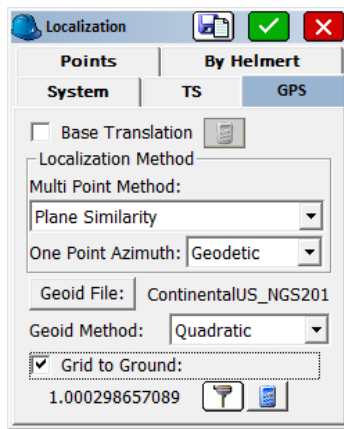 Localization
Points By Helmert
System TS GPS
Base Translation
Localization Method
Multi Point Method:
Plane Similarity
One Point Azimuth: Geodetic
Geoid File: ContinentalUS_NGS201
Geoid Method: Quadratic
Grid to Ground:
1.000298657089